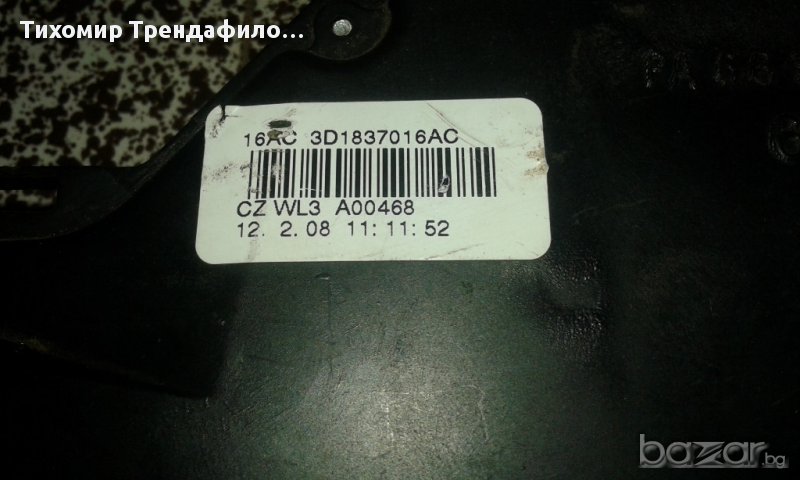 Тихомир Трендафило...
16AC 3D1837016AC
CZ WL3 A00468
12. 2.08 11: 11: 52
bazar.bg